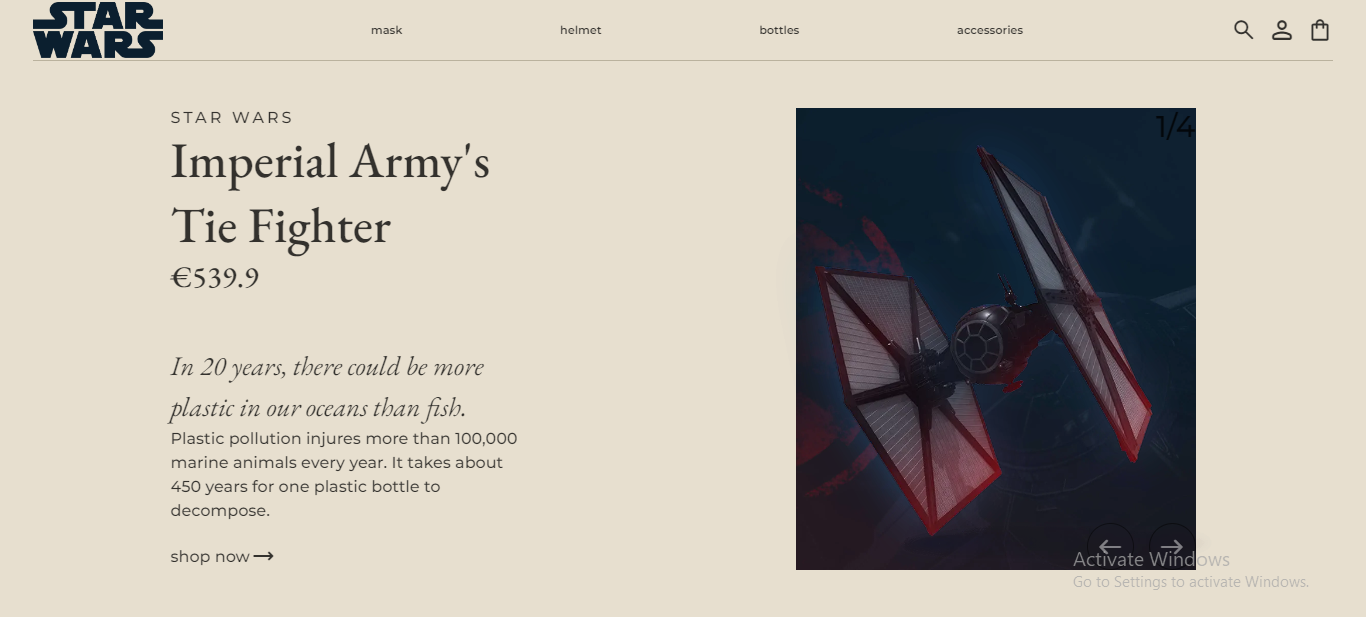 STAR
WARS
mask
helmet
bottles
accessories
STAR WARS
Imperial Army's
Tie Fighter
€539.9
In 20 years, there could be more
plastic in our oceans than fish.
Plastic pollution injures more than 100,000
marine animals every year. It takes about
450 years for one plastic bottle to
decompose.
shop now
1/4
Activate Windows
Go to Settings to activate Windows.